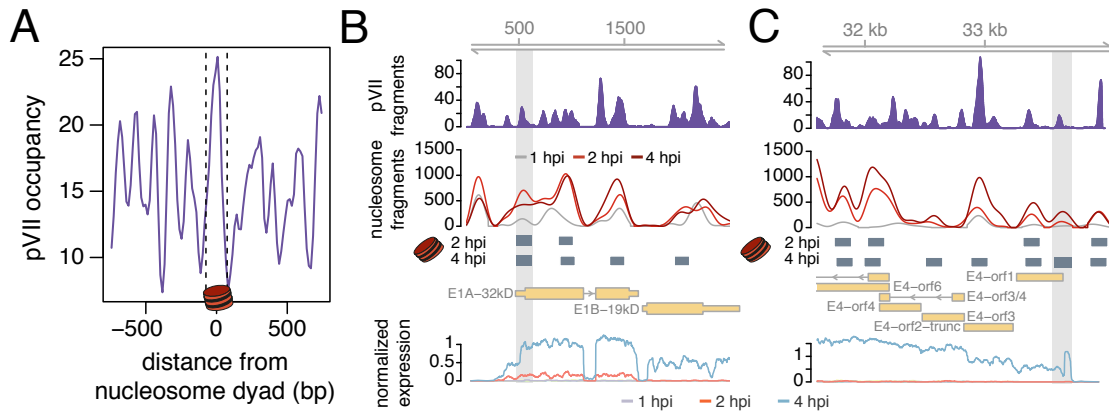 A
25
20
15
10
pVII occupancy
−500 0 500
distance from
nucleosome dyad (bp)
B
500 1500
pVII
fragments
80
40
0
1 hpi 2 hpi 4 hpi
nucleosome
fragments
1500
1000
500
0
2 hpi
4 hpi
E1A−32kD
E1B−19kD
normalized
expression
1
0.5
0
1 hpi 2 hpi 4 hpi
C
32 kb 33 kb
80
40
0
1500
1000
500
0
2 hpi
4 hpi
E4−orf1
E4−orf6
E4−orf3/4
E4−orf4
E4−orf3
E4−orf2−trunc
1
0